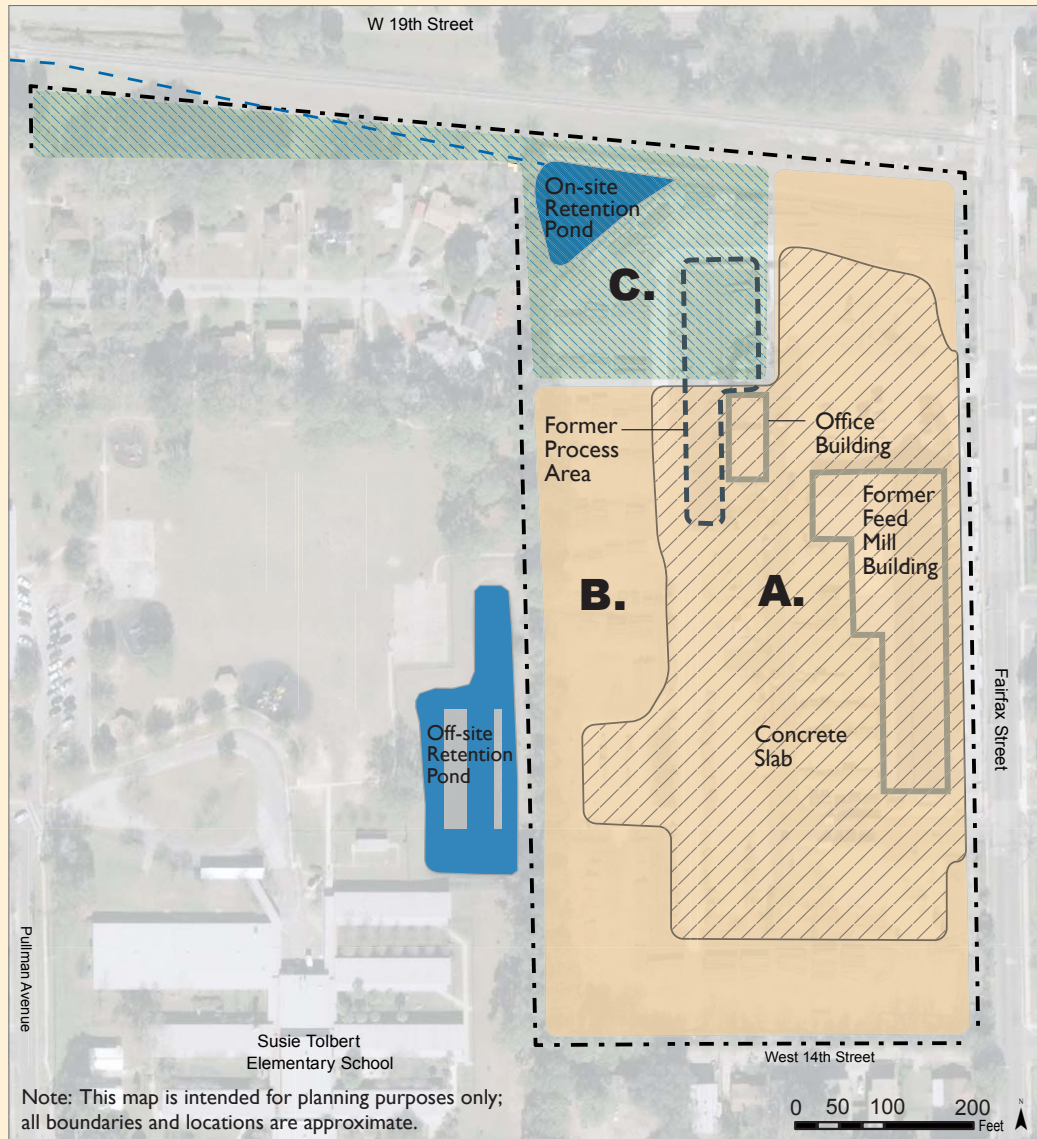 W 19th Street
On-site
Retention
Pond
C.
Former
Process
Area
Office
Building
Former
Feed
Mill
Building
B.
A.
Fairfax Street
Off-site
Retention
Pond
Concrete
Slab
Pullman Avenue
Susie Tolbert
Elementary School
West 14th Street
Note: This map is intended for planning purposes only;
all boundaries and locations are approximate.
0 50 100 200
Feet
N